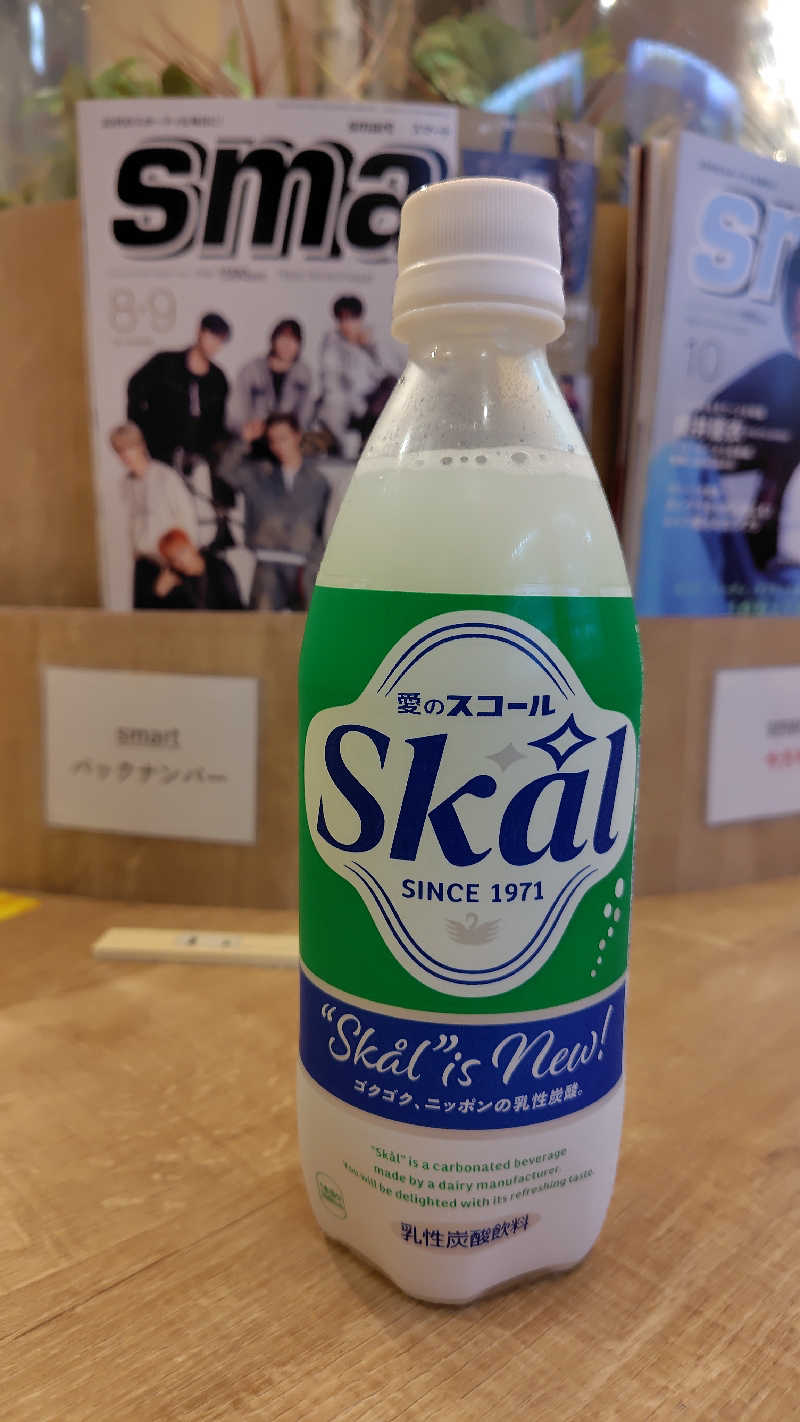 sma
8·9
10
smart
バックナンバー
愛のスコール
Skål
SINCE 1971
“Skål” is New!
ゴクゴク、ニッポンの乳性炭酸。
“Skål” is a carbonated beverage
made by a dairy manufacturer.
You will be delighted with its refreshing taste.
乳性炭酸飲料